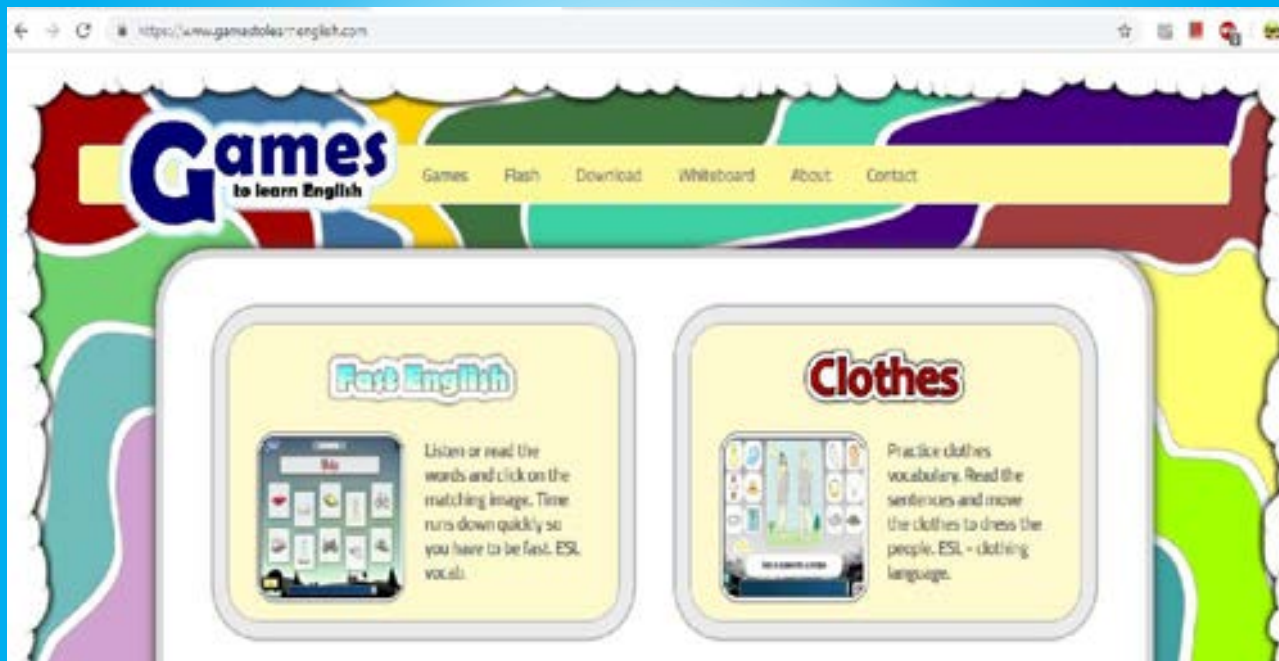 https://www.gamestolearnenglish.com
Games
to learn English
Games Flash Download Whiteboard About Contact
Fast English
Listen or read the
words and click on the
matching image. Time
runs down quickly so
you have to be fast. ESL
vocab.
Clothes
Practice clothes
vocabulary. Read the
sentences and move
the clothes to dress the
people. ESL - clothing
language.